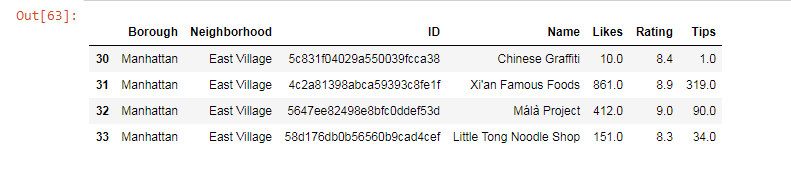 Out[63]:
Borough Neighborhood ID Name Likes Rating Tips
30 Manhattan East Village 5c831f04029a550039fcca38 Chinese Graffiti 10.0 8.4 1.0
31 Manhattan East Village 4c2a81398abca59393c8fe1f Xi'an Famous Foods 861.0 8.9 319.0
32 Manhattan East Village 5647ee82498e8bfc0ddef53d Málà Project 412.0 9.0 90.0
33 Manhattan East Village 58d176db0b56560b9cad4cef Little Tong Noodle Shop 151.0 8.3 34.0